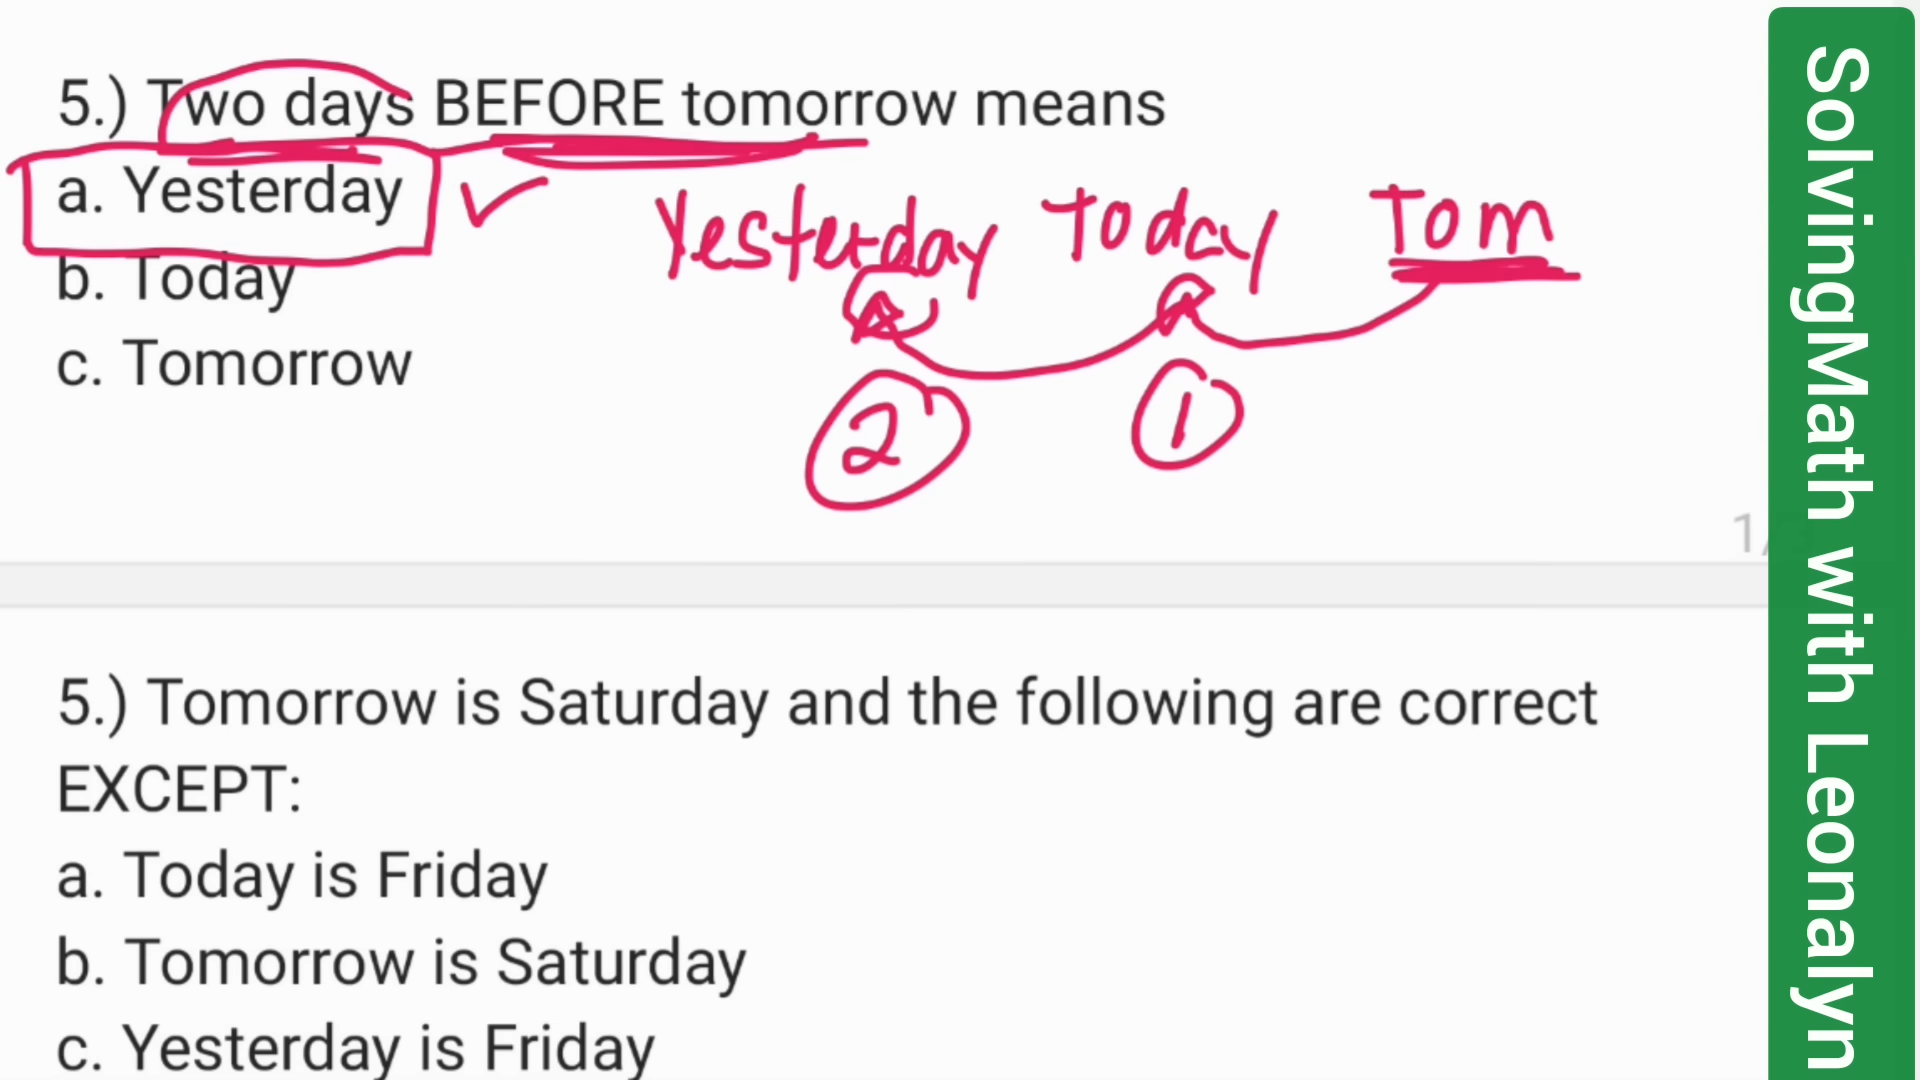 5.) Two days BEFORE tomorrow means
a. Yesterday
Yesterday Today Tom
b. Today
c. Tomorrow
2
1
5.) Tomorrow is Saturday and the following are correct
EXCEPT:
a. Today is Friday
b. Tomorrow is Saturday
c. Yesterday is Friday
SolvingMath with Leonalyn